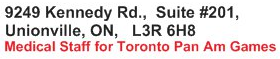 9249 Kennedy Rd., Suite #201,
Unionville, ON, L3R 6H8
Medical Staff for Toronto Pan Am Games